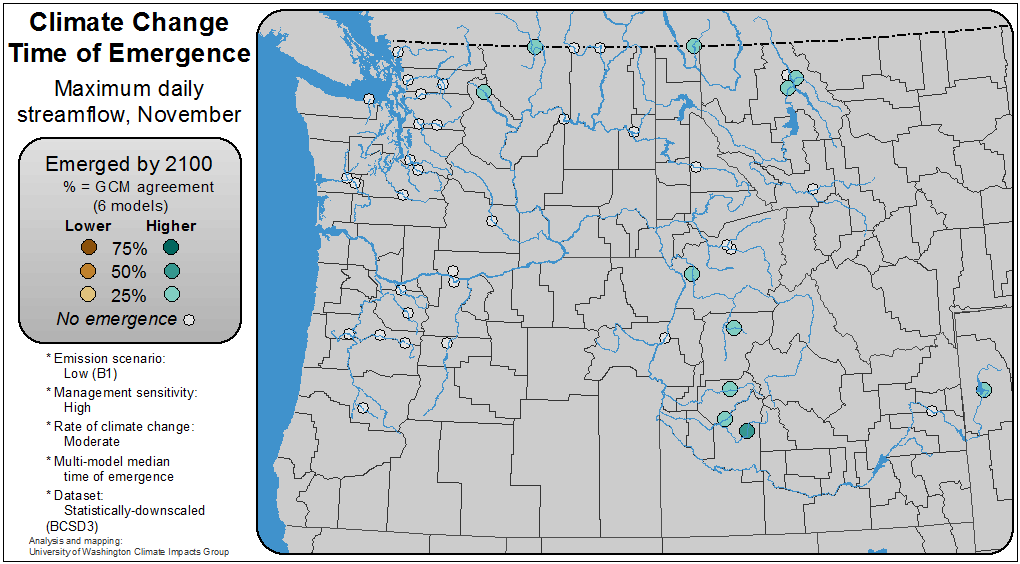 Climate Change
Time of Emergence
Maximum daily
streamflow, November
Emerged by 2100
% = GCM agreement
(6 models)
Lower Higher
75%
50%
25%
No emergence
* Emission scenario:
Low (B1)
* Management sensitivity:
High
* Rate of climate change:
Moderate
* Multi-model median
time of emergence
* Dataset:
Statistically-downscaled
(BCSD3)
Analysis and mapping:
University of Washington Climate Impacts Group